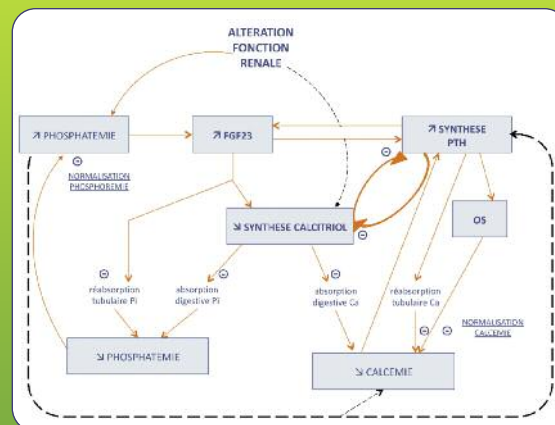 ALTERATION
FONCTION
RENALE
↗ PHOSPHATEMIE
↗ FGF23
↗ SYNTHESE
PTH
⊖
⊖
NORMALISATION
PHOSPHOREMIE
↘ SYNTHESE CALCITRIOL
⊖
OS
⊖
réabsorption
tubulaire Pi
⊖
absorption
digestive Pi
⊖
absorption
digestive Ca
réabsorption
tubulaire Ca
⊖
⊖
NORMALISATION
CALCEMIE
↘ PHOSPHATEMIE
↘ CALCEMIE